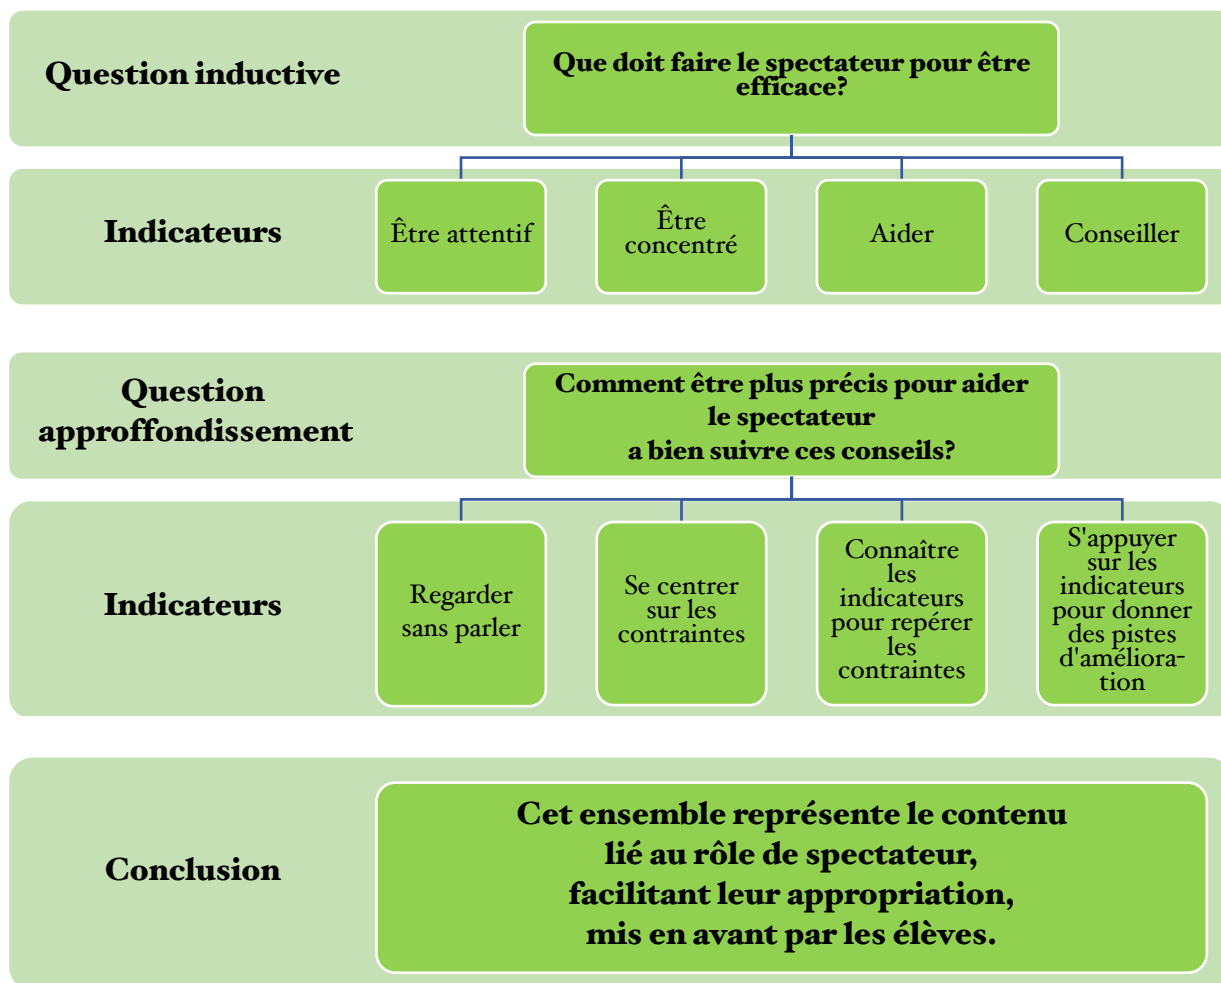 Question inductive
Que doit faire le spectateur pour être
efficace?
Indicateurs
Être attentif
Être
concentré
Aider
Conseiller
Question
approffondissement
Comment être plus précis pour aider
le spectateur
a bien suivre ces conseils?
Indicateurs
Regarder
sans parler
Se centrer
sur les
contraintes
Connaître
les
indicateurs
pour repérer
les
contraintes
S'appuyer
sur les
indicateurs
pour donner
des pistes
d'améliora-
tion
Conclusion
Cet ensemble représente le contenu
lié au rôle de spectateur,
facilitant leur appropriation,
mis en avant par les élèves.